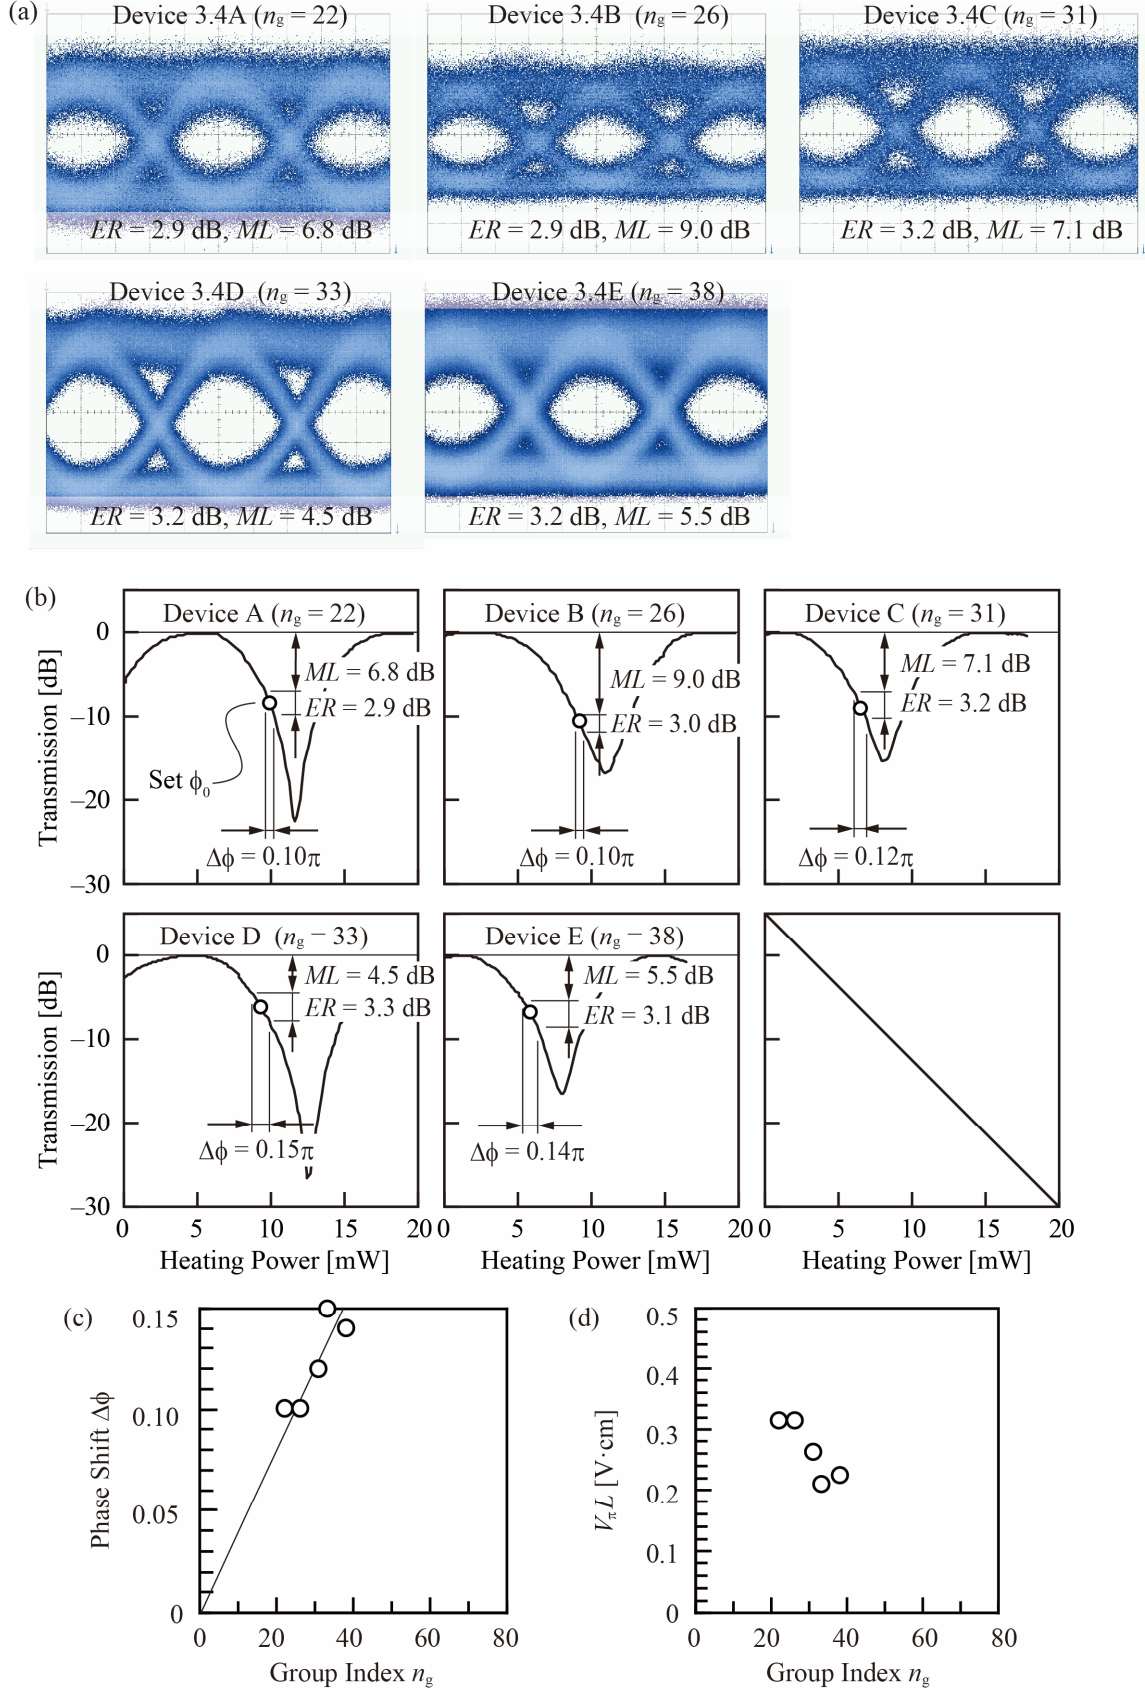 (a)
Device 3.4A (ng = 22)
Device 3.4B (ng = 26)
Device 3.4C (ng = 31)
ER = 2.9 dB, ML = 6.8 dB
ER = 2.9 dB, ML = 9.0 dB
ER = 3.2 dB, ML = 7.1 dB
Device 3.4D (ng = 33)
Device 3.4E (ng = 38)
ER = 3.2 dB, ML = 4.5 dB
ER = 3.2 dB, ML = 5.5 dB
(b)
Transmission [dB]
0
–10
–20
–30
Device A (ng = 22)
ML = 6.8 dB
ER = 2.9 dB
Set ϕ0
Δϕ = 0.10π
Device B (ng = 26)
ML = 9.0 dB
ER = 3.0 dB
Δϕ = 0.10π
Device C (ng = 31)
ML = 7.1 dB
ER = 3.2 dB
Δϕ = 0.12π
Transmission [dB]
0
–10
–20
–30
Device D (ng – 33)
ML = 4.5 dB
ER = 3.3 dB
Δϕ = 0.15π
0 5 10 15 20
Heating Power [mW]
Device E (ng – 38)
ML = 5.5 dB
ER = 3.1 dB
Δϕ = 0.14π
0 5 10 15 20
Heating Power [mW]
0 5 10 15 20
Heating Power [mW]
(c)
Phase Shift Δϕ
0.15
0.10
0.05
0
0 20 40 60 80
Group Index ng
(d)
VπL [V·cm]
0.5
0.4
0.3
0.2
0.1
0
0 20 40 60 80
Group Index ng